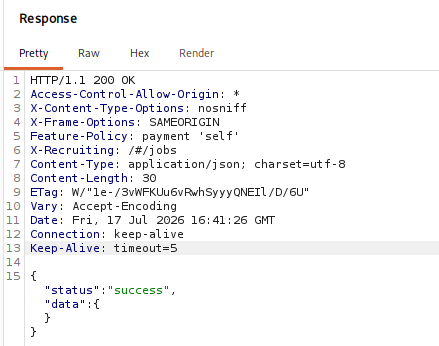 Response
Pretty Raw Hex Render
1 HTTP/1.1 200 OK
2 Access-Control-Allow-Origin: *
3 X-Content-Type-Options: nosniff
4 X-Frame-Options: SAMEORIGIN
5 Feature-Policy: payment 'self'
6 X-Recruiting: /#/jobs
7 Content-Type: application/json; charset=utf-8
8 Content-Length: 30
9 ETag: W/"1e-/3vWFKUu6vRwhSyyyQNEIl/D/6U"
10 Vary: Accept-Encoding
11 Date: Fri, 17 Jul 2026 16:41:26 GMT
12 Connection: keep-alive
13 Keep-Alive: timeout=5
14
15 {
"status":"success",
"data":{
}
}